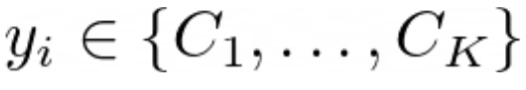 y_i ∈ {C_1, . . . , C_K}